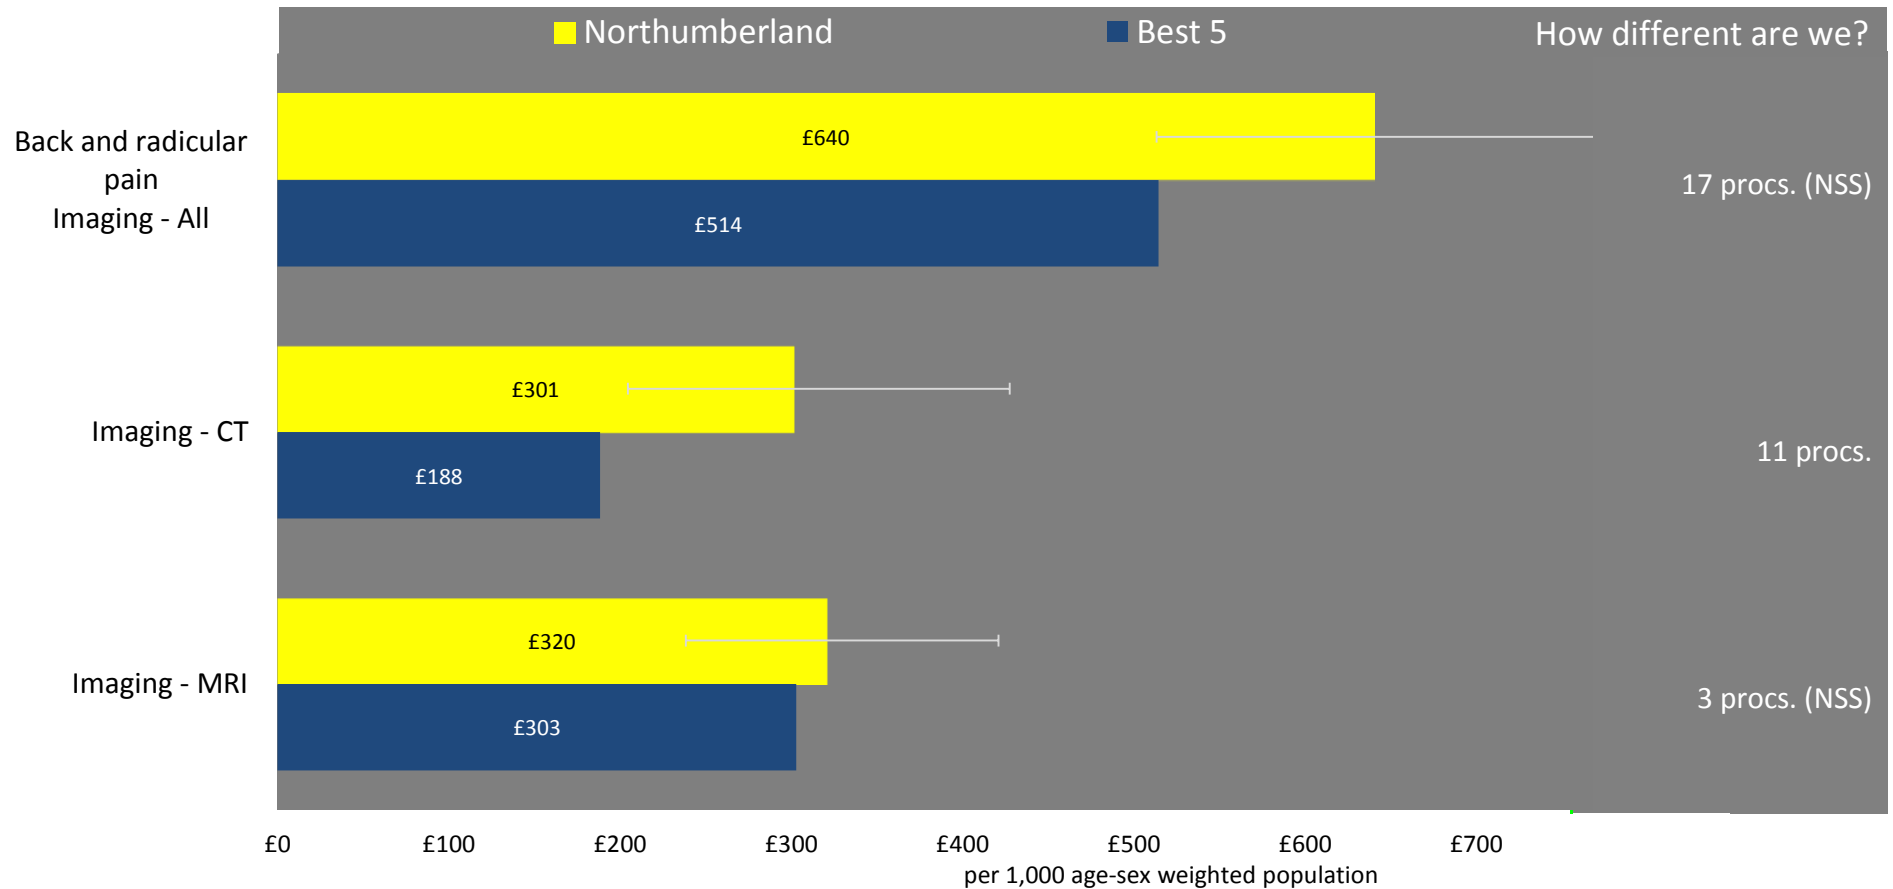 Northumberland
Best 5
How different are we?
Back and radicular
pain
Imaging - All
£640
£514
17 procs. (NSS)
Imaging - CT
£301
£188
11 procs.
Imaging - MRI
£320
£303
3 procs. (NSS)
£0
£100
£200
£300
£400
£500
£600
£700
per 1,000 age-sex weighted population